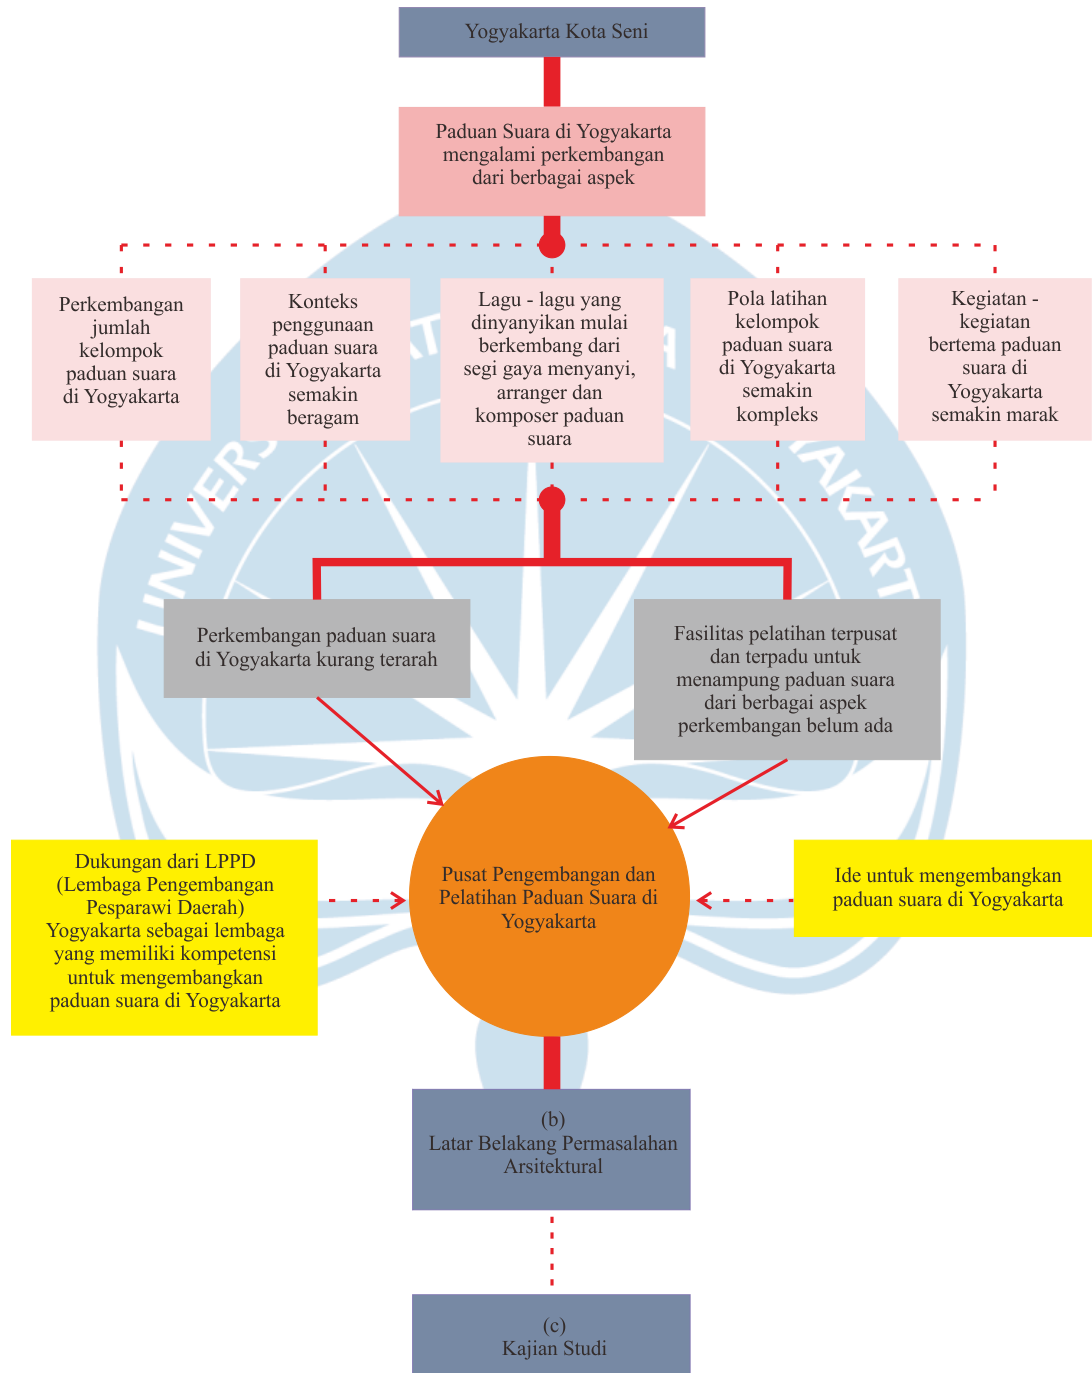 Yogyakarta Kota Seni
Paduan Suara di Yogyakarta
mengalami perkembangan
dari berbagai aspek
Perkembangan
jumlah
kelompok
paduan suara
di Yogyakarta
Konteks
penggunaan
paduan suara
di Yogyakarta
semakin
beragam
Lagu - lagu yang
dinyanyikan mulai
berkembang dari
segi gaya menyanyi,
arranger dan
komposer paduan
suara
Pola latihan
kelompok
paduan suara
di Yogyakarta
semakin
kompleks
Kegiatan -
kegiatan
bertema paduan
suara di
Yogyakarta
semakin marak
Perkembangan paduan suara
di Yogyakarta kurang terarah
Fasilitas pelatihan terpusat
dan terpadu untuk
menampung paduan suara
dari berbagai aspek
perkembangan belum ada
Dukungan dari LPPD
(Lembaga Pengembangan
Pesparawi Daerah)
Yogyakarta sebagai lembaga
yang memiliki kompetensi
untuk mengembangkan
paduan suara di Yogyakarta
Pusat Pengembangan dan
Pelatihan Paduan Suara di
Yogyakarta
Ide untuk mengembangkan
paduan suara di Yogyakarta
(b)
Latar Belakang Permasalahan
Arsitektural
(c)
Kajian Studi